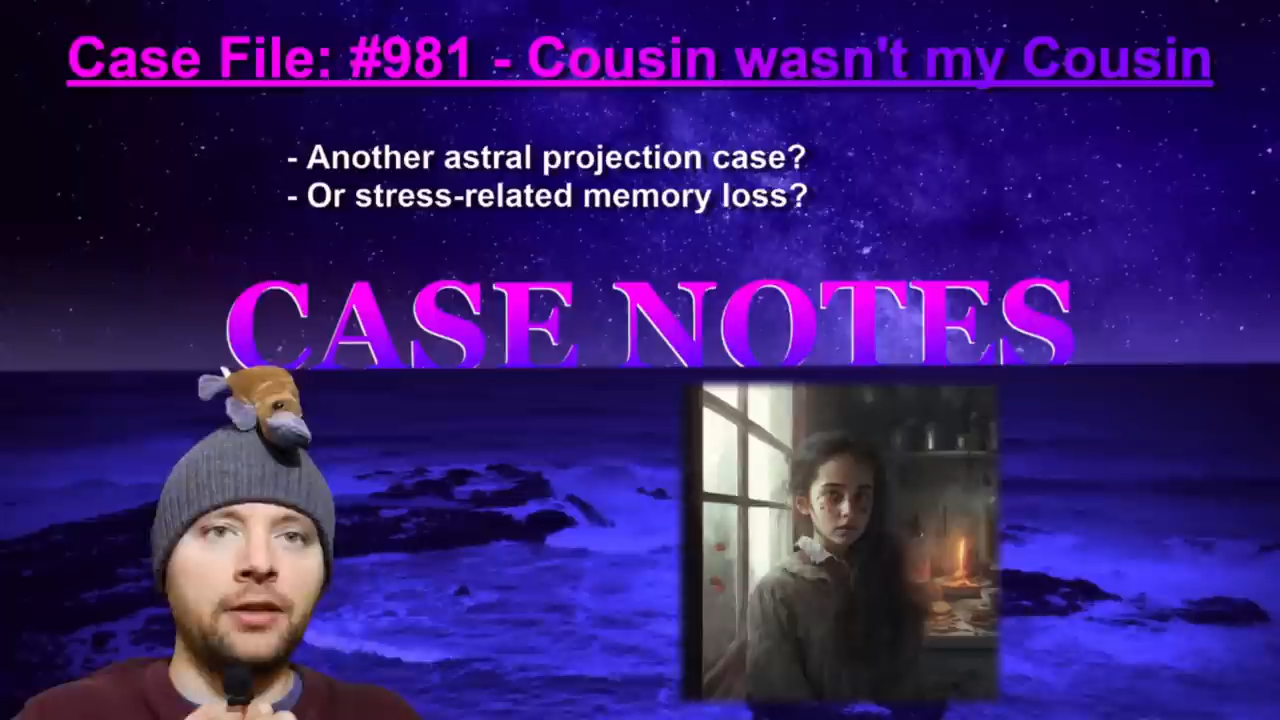 Case File: #981 - Cousin wasn't my Cousin
- Another astral projection case?
- Or stress-related memory loss?
CASE NOTES